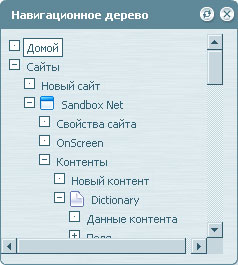 Навигационное дерево
Домой
Сайты
Новый сайт
Sandbox Net
Свойства сайта
OnScreen
Контенты
Новый контент
Dictionary
Данные контента